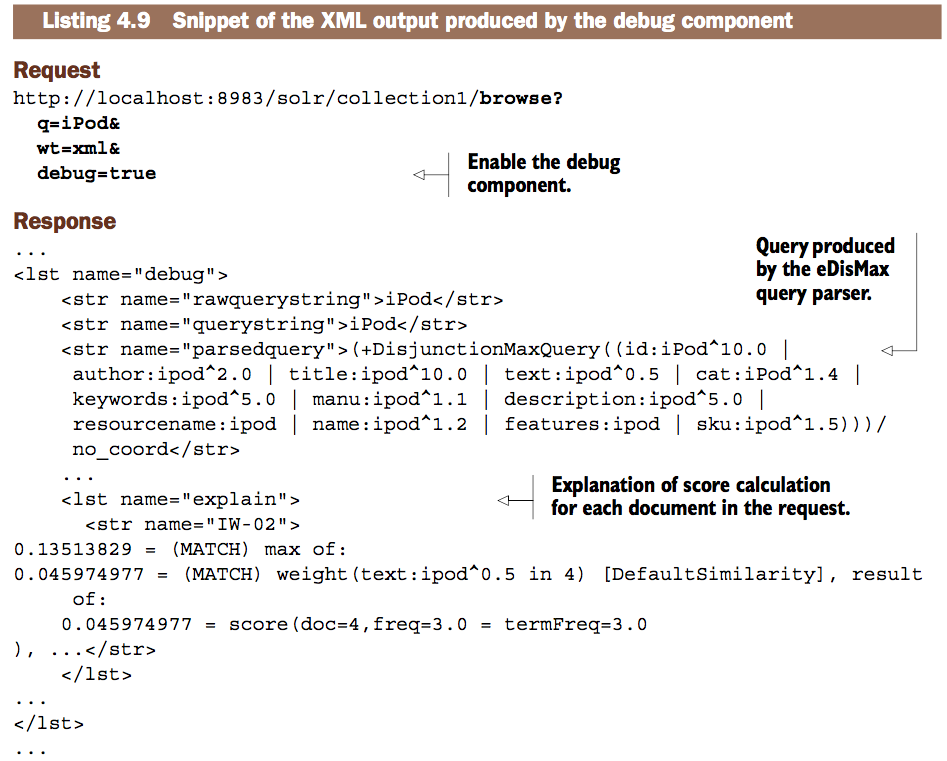 Listing 4.9 Snippet of the XML output produced by the debug component
Request
http://localhost:8983/solr/collection1/browse?
q=iPod&
wt=xml&
debug=true
Enable the debug
component.
Response
...
<lst name="debug">
<str name="rawquerystring">iPod</str>
<str name="querystring">iPod</str>
<str name="parsedquery">(+DisjunctionMaxQuery((id:iPod^10.0 |
author:ipod^2.0 | title:ipod^10.0 | text:ipod^0.5 | cat:iPod^1.4 |
keywords:ipod^5.0 | manu:ipod^1.1 | description:ipod^5.0 |
resourcename:ipod | name:ipod^1.2 | features:ipod | sku:ipod^1.5)))/
no_coord</str>
Query produced
by the eDisMax
query parser.
...
<lst name="explain">
<str name="IW-02">
Explanation of score calculation
for each document in the request.
0.13513829 = (MATCH) max of:
0.045974977 = (MATCH) weight(text:ipod^0.5 in 4) [DefaultSimilarity], result
of:
0.045974977 = score(doc=4,freq=3.0 = termFreq=3.0
), ...</str>
</lst>
...
</lst>
...